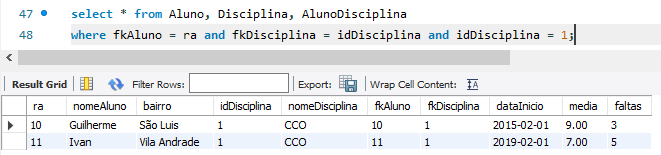 47 select * from Aluno, Disciplina, AlunoDisciplina
48 where fkAluno = ra and fkDisciplina = idDisciplina and idDisciplina = 1;
Result Grid Filter Rows: Export: Wrap Cell Content:
ra nomeAluno bairro idDisciplina nomeDisciplina fkAluno fkDisciplina dataInicio media faltas
10 Guilherme São Luis 1 CCO 10 1 2015-02-01 9.00 3
11 Ivan Vila Andrade 1 CCO 11 1 2019-02-01 7.00 5